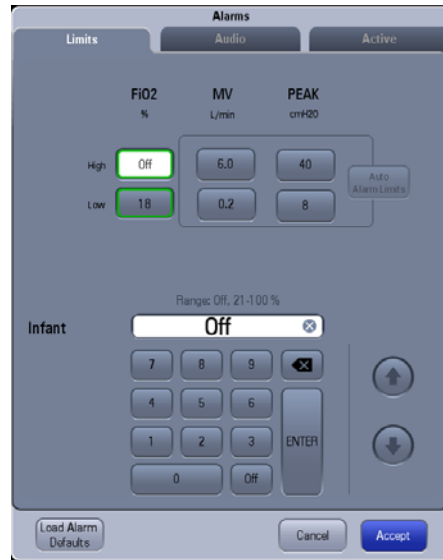 Alarms
Limits Audio Active
FiO2 MV PEAK
% L/min cmH20
High Off 6.0 40
Auto
Alarm Limits
Low 18 0.2 8
Range: Off, 21-100 %
Infant Off
7 8 9
4 5 6
1 2 3 ENTER
0 Off
Load Alarm
Defaults
Cancel Accept